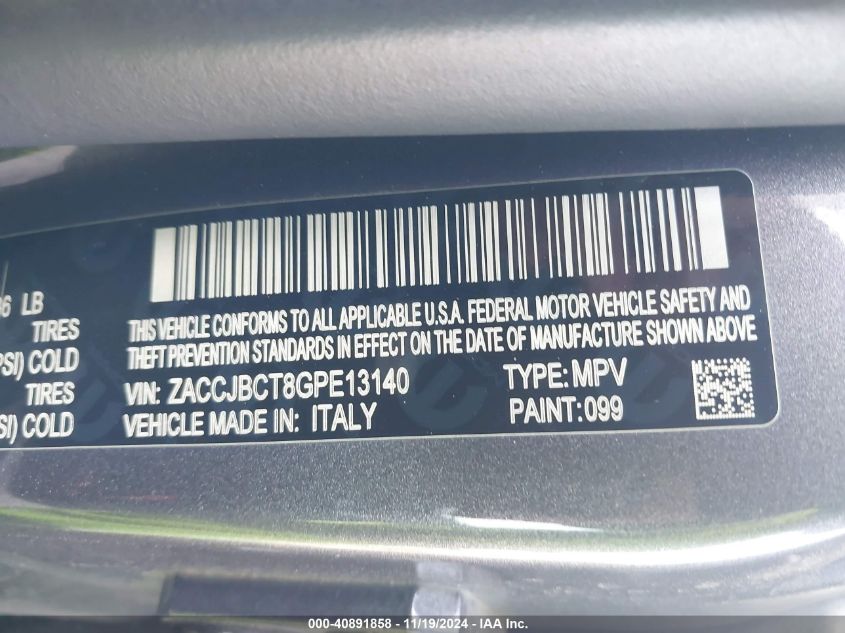 LB
TIRES
PSI) COLD
TIRES
SI) COLD
THIS VEHICLE CONFORMS TO ALL APPLICABLE U.S.A. FEDERAL MOTOR VEHICLE SAFETY AND
THEFT PREVENTION STANDARDS IN EFFECT ON THE DATE OF MANUFACTURE SHOWN ABOVE
VIN: ZACCJBCT8GPE13140 TYPE: MPV
VEHICLE MADE IN: ITALY PAINT: 099
000-40891858 - 11/19/2024 - IAA Inc.